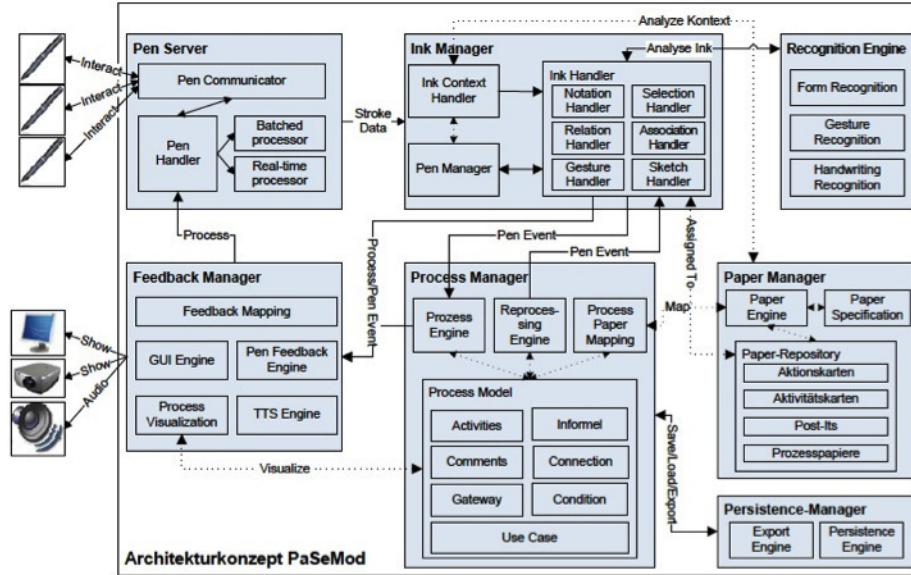 Analyze Kontext
Pen Server
Ink Manager
Analyse Ink
Recognition Engine
Interact
Interact
Interact
Pen Communicator
Pen
Handler
Batched
processor
Real-time
processor
Stroke
Data
Ink Context
Handler
Pen Manager
Ink Handler
Notation
Handler
Selection
Handler
Relation
Handler
Association
Handler
Gesture
Handler
Sketch
Handler
Form Recognition
Gesture
Recognition
Handwriting
Recognition
Process
Process/Pen Event
Pen Event
Pen Event
Assigned To
Feedback Manager
Feedback Mapping
GUI Engine
Pen Feedback
Engine
Process
Visualization
TTS Engine
Show
Show
Audio
Visualize
Process Manager
Prozess
Engine
Reproces-
sing
Engine
Process
Paper
Mapping
Map
Process Model
Activities
Informel
Comments
Connection
Gateway
Condition
Use Case
Save/Load/Export
Paper Manager
Paper
Engine
Paper
Specification
Paper-Repository
Aktionskarten
Aktivitätskarten
Post-Its
Prozesspapiere
Persistence-Manager
Export
Engine
Persistence
Engine
Architekturkonzept PaSeMod